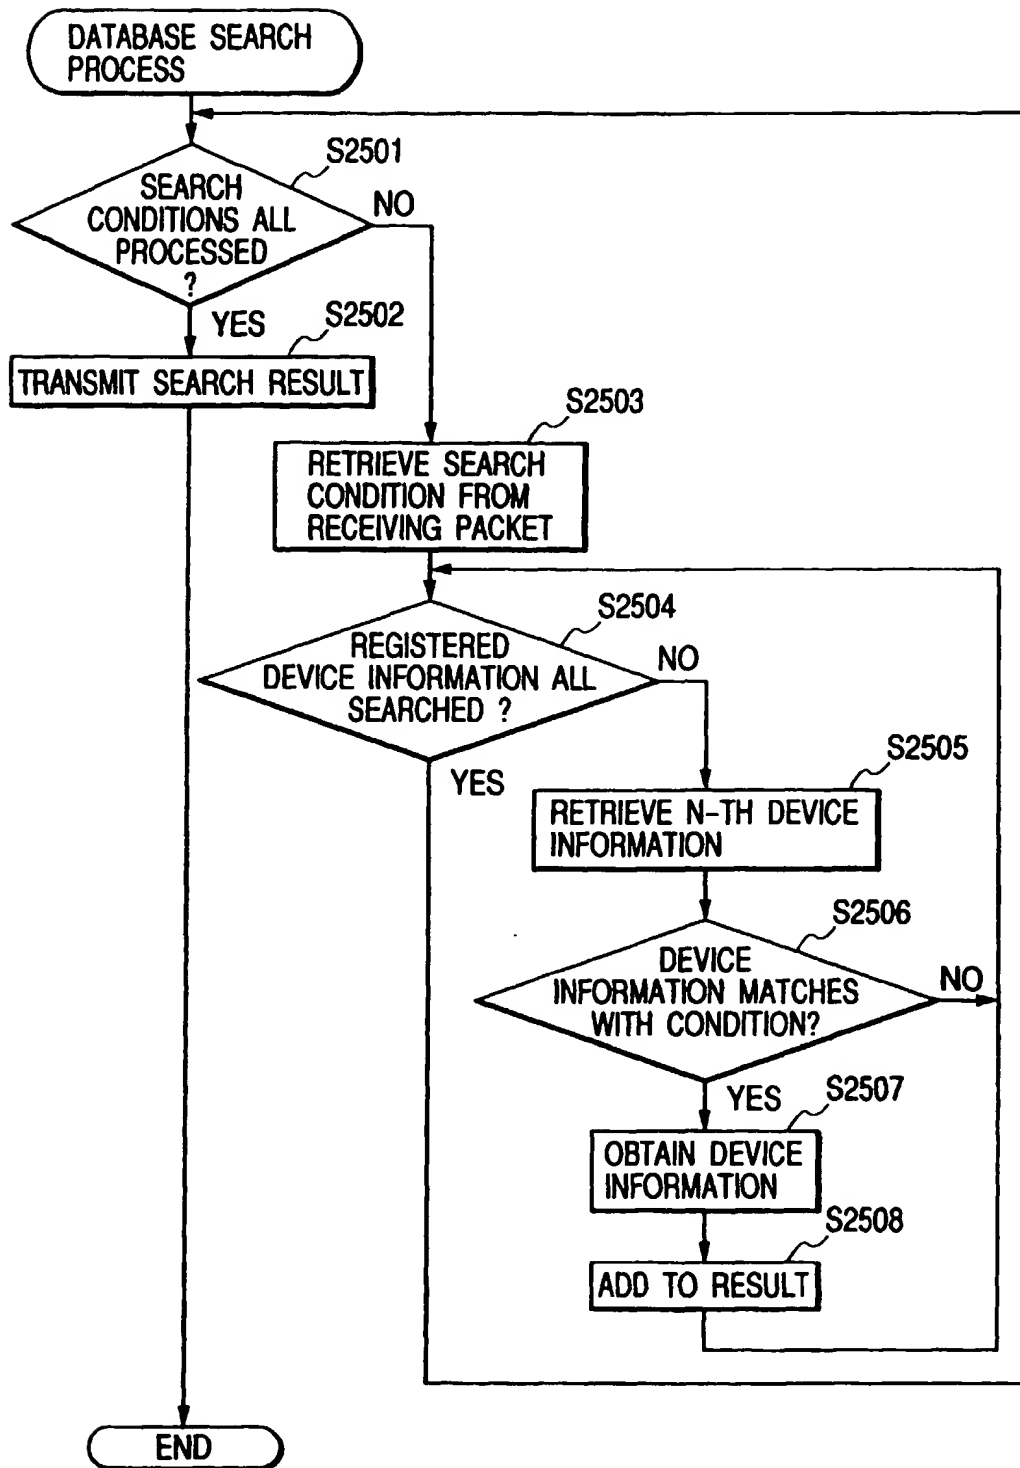 DATABASE SEARCH
PROCESS
S2501
SEARCH
CONDITIONS ALL
PROCESSED
?
NO
YES
S2502
TRANSMIT SEARCH RESULT
S2503
RETRIEVE SEARCH
CONDITION FROM
RECEIVING PACKET
S2504
REGISTERED
DEVICE INFORMATION ALL
SEARCHED ?
NO
YES
S2505
RETRIEVE N-TH DEVICE
INFORMATION
S2506
DEVICE
INFORMATION MATCHES
WITH CONDITION?
NO
YES
S2507
OBTAIN DEVICE
INFORMATION
S2508
ADD TO RESULT
END